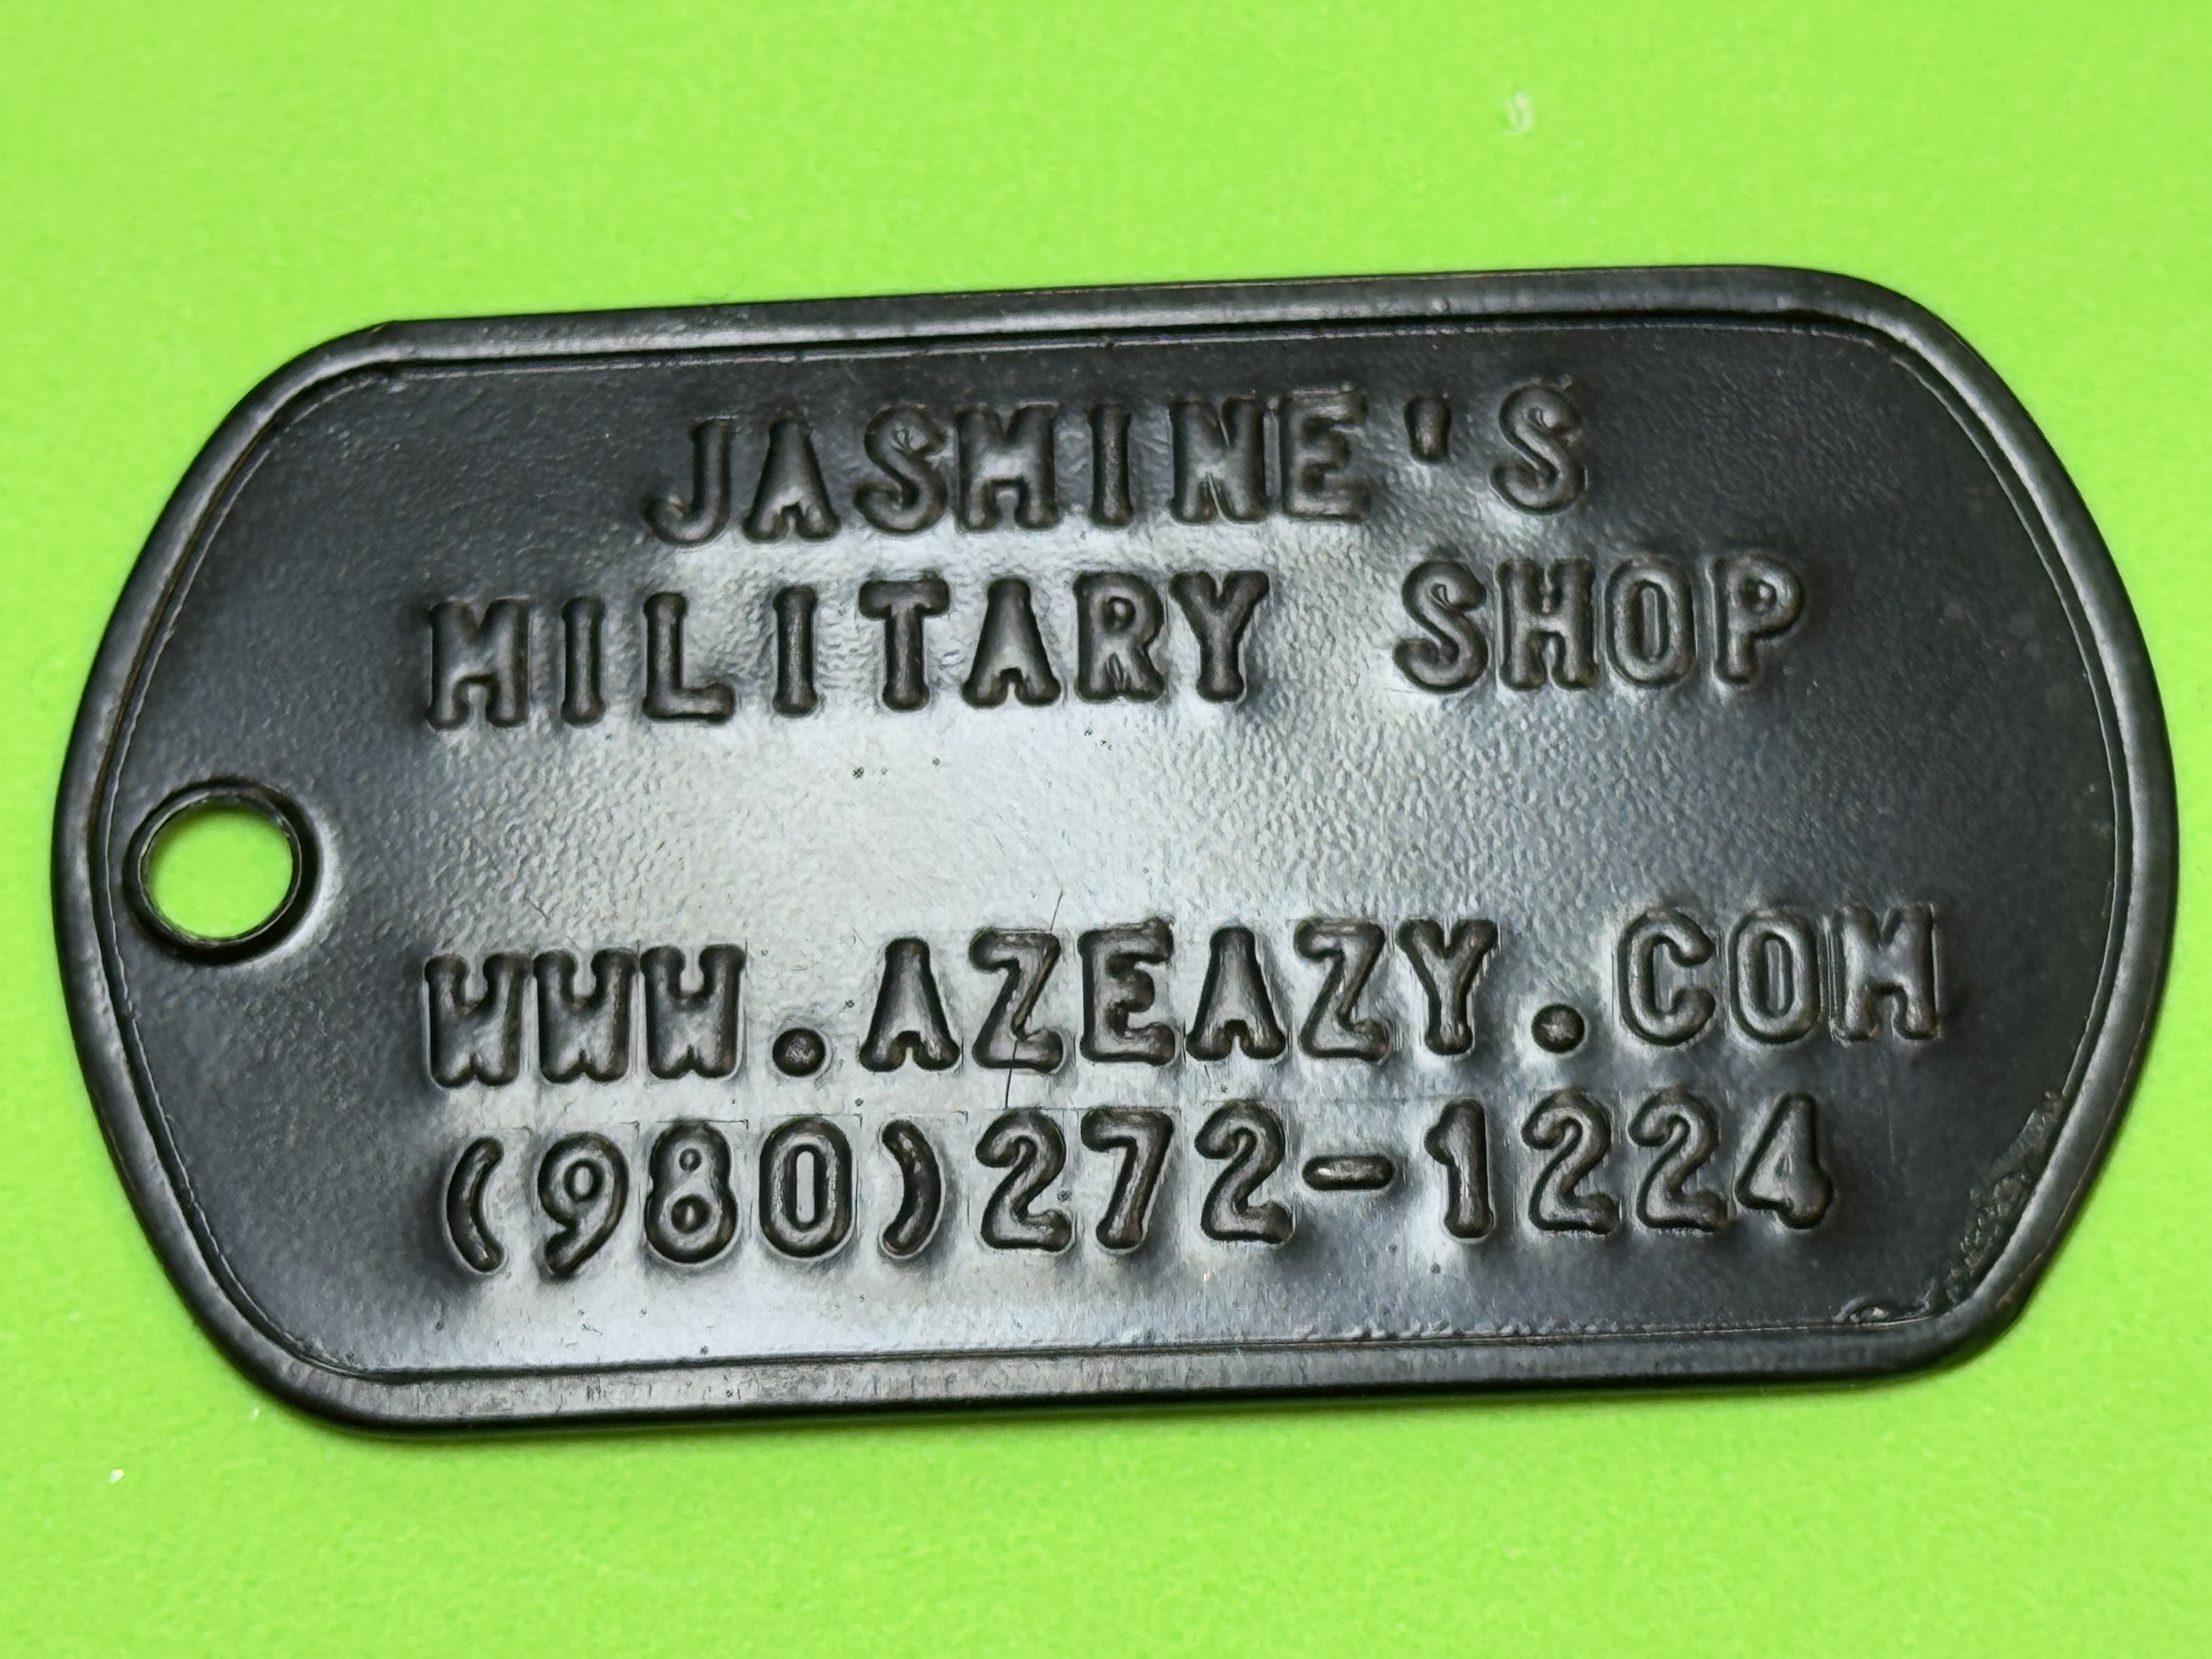 JASMINE'S
MILITARY SHOP
WWW.AZEAZY.COM
(980)272-1224